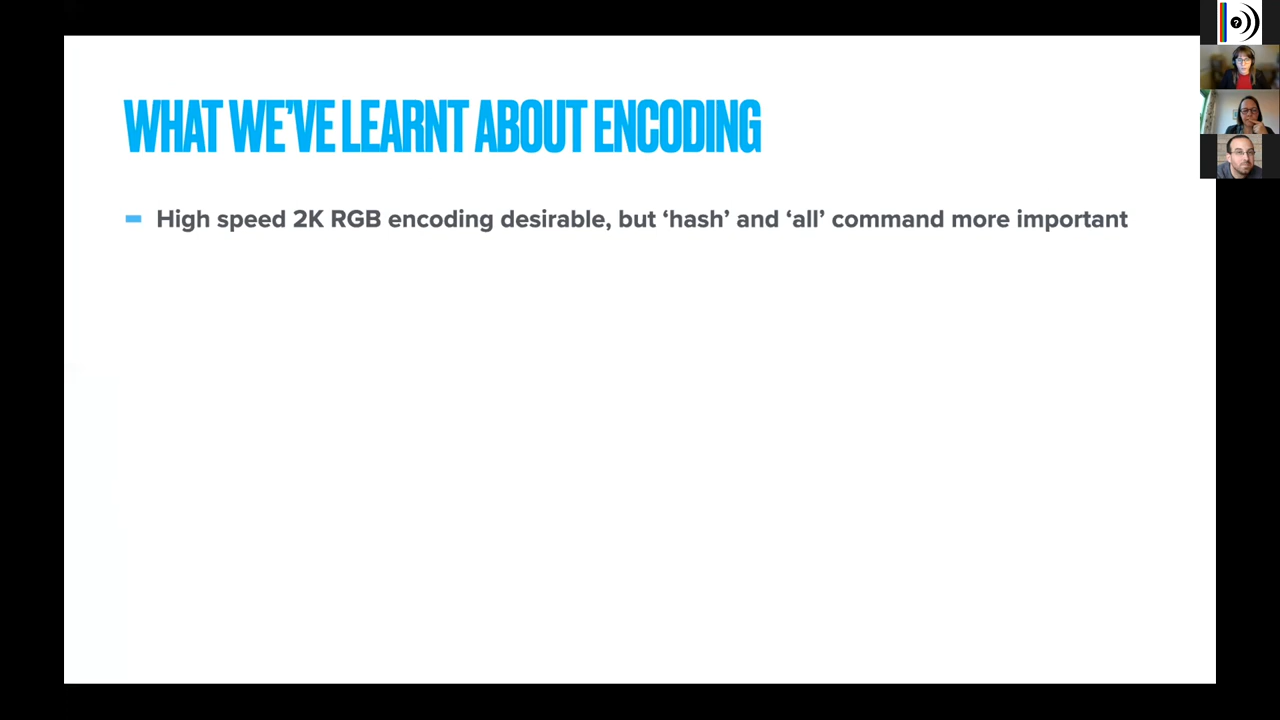 WHAT WE’VE LEARNT ABOUT ENCODING
High speed 2K RGB encoding desirable, but ‘hash’ and ‘all’ command more important
?